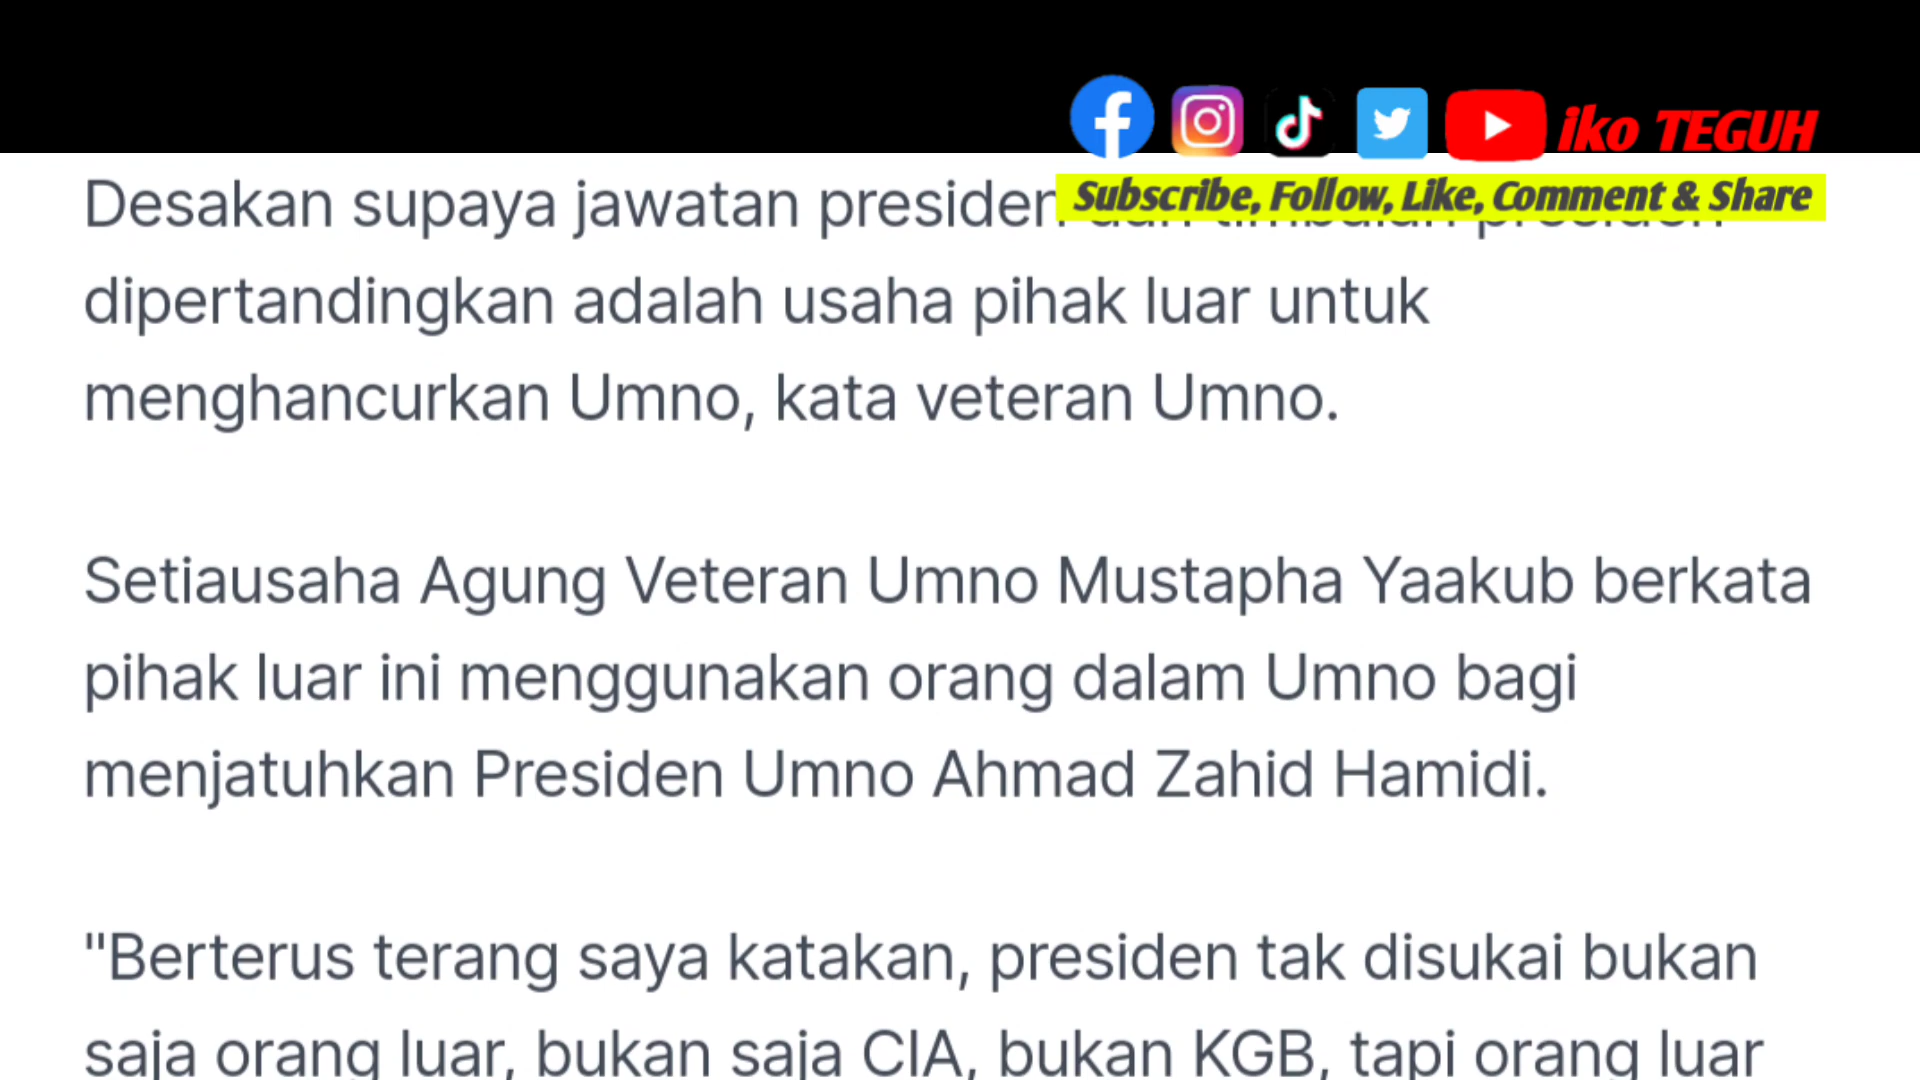 iko TEGUH
Subscribe, Follow, Like, Comment & Share
Desakan supaya jawatan presiden dan timbalan presiden
dipertandingkan adalah usaha pihak luar untuk
menghancurkan Umno, kata veteran Umno.
Setiausaha Agung Veteran Umno Mustapha Yaakub berkata
pihak luar ini menggunakan orang dalam Umno bagi
menjatuhkan Presiden Umno Ahmad Zahid Hamidi.
"Berterus terang saya katakan, presiden tak disukai bukan
saja orang luar, bukan saja CIA, bukan KGB, tapi orang luar